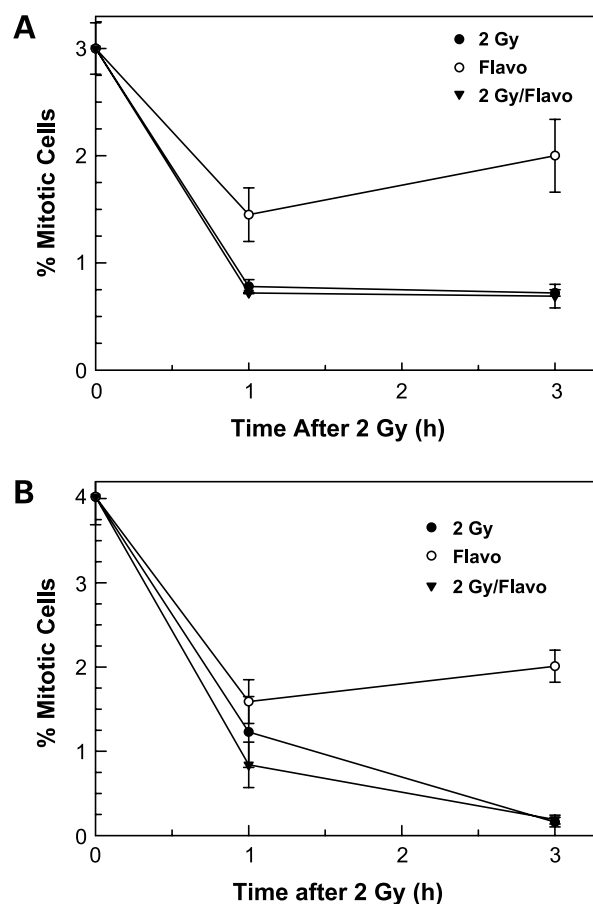 A
2 Gy
Flavo
2 Gy/Flavo
% Mitotic Cells
3
2
1
0
0
1
2
3
Time After 2 Gy (h)
B
2 Gy
Flavo
2 Gy/Flavo
% Mitotic Cells
4
3
2
1
0
0
1
2
3
Time after 2 Gy (h)